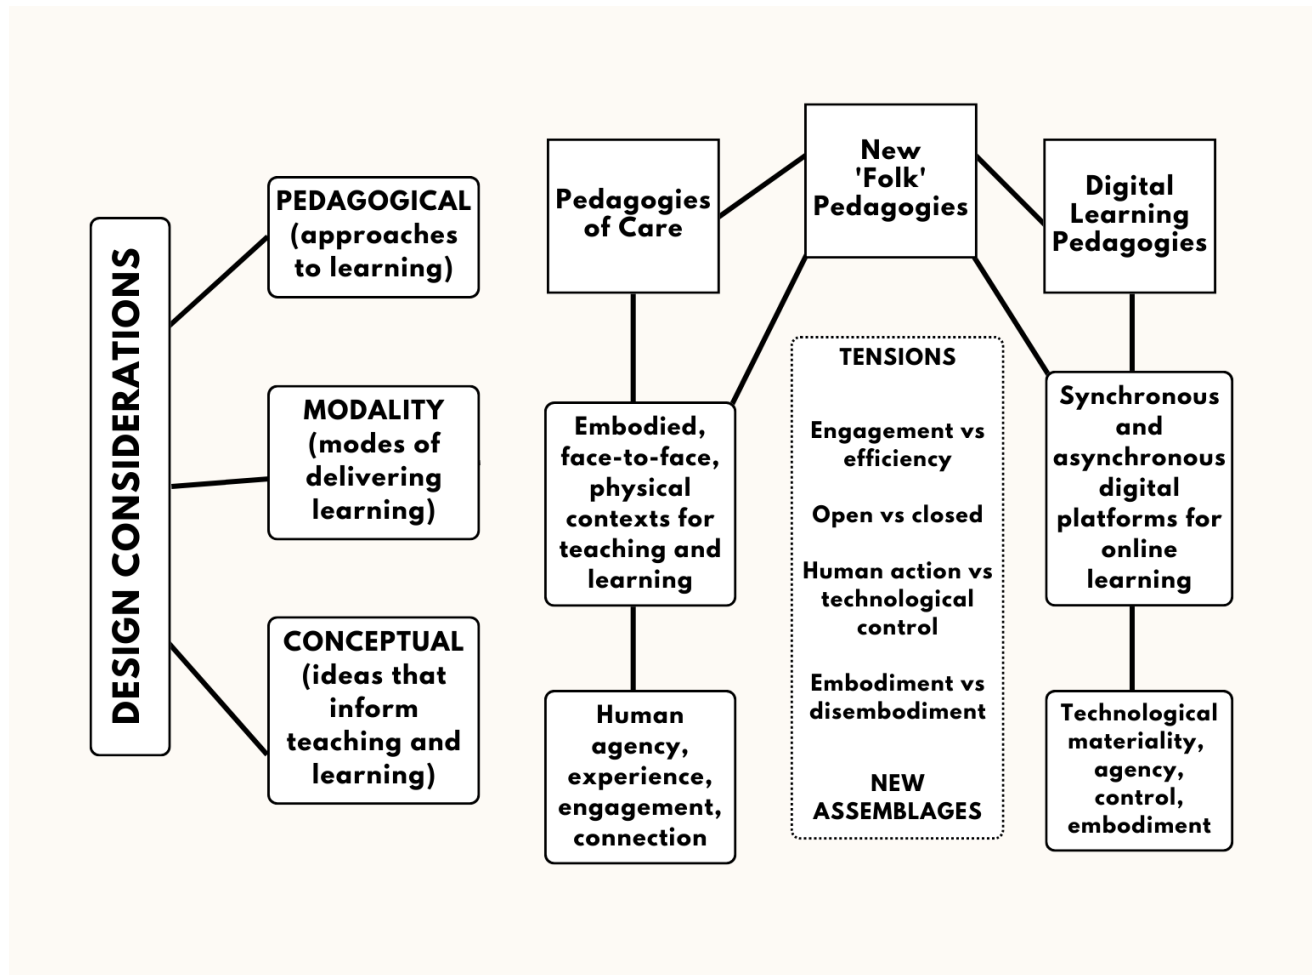 DESIGN CONSIDERATIONS
PEDAGOGICAL
(approaches
to learning)
MODALITY
(modes of
delivering
learning)
CONCEPTUAL
(ideas that
inform
teaching and
learning)
Pedagogies
of Care
New
'Folk'
Pedagogies
Digital
Learning
Pedagogies
Embodied,
face-to-face,
physical
contexts for
teaching and
learning
TENSIONS
Engagement vs
efficiency
Open vs closed
Human action vs
technological
control
Embodiment vs
disembodiment
NEW
ASSEMBLAGES
Synchronous
and
asynchronous
digital
platforms for
online
learning
Human
agency,
experience,
engagement,
connection
Technological
materiality,
agency,
control,
embodiment